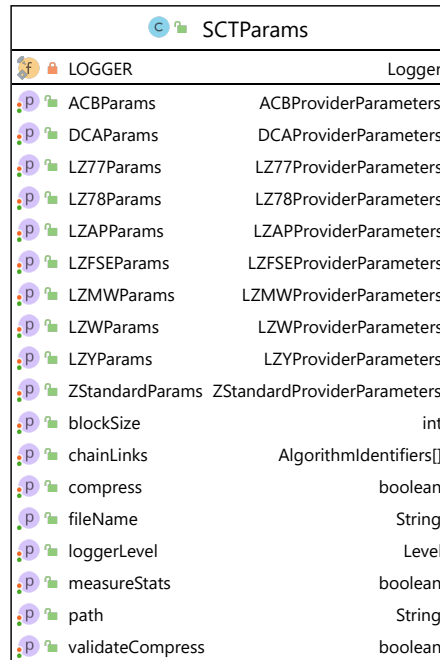 C SCTParams
f LOGGER Logger
p ACBParams ACBProviderParameters
p DCAParams DCAProviderParameters
p LZ77Params LZ77ProviderParameters
p LZ78Params LZ78ProviderParameters
p LZAPParams LZAPProviderParameters
p LZFSEParams LZFSEProviderParameters
p LZMWParams LZMWProviderParameters
p LZWParams LZWProviderParameters
p LZYParams LZYProviderParameters
p ZStandardParams ZStandardProviderParameters
p blockSize int
p chainLinks AlgorithmIdentifiers[]
p compress boolean
p fileName String
p loggerLevel Level
p measureStats boolean
p path String
p validateCompress boolean